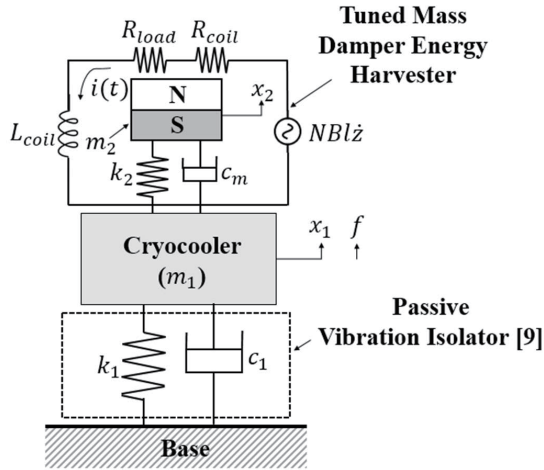 Tuned Mass
Damper Energy
Harvester
R_load R_coil
i(t)
N
S
x_2
L_coil
m_2
NBlż
k_2
c_m
Cryocooler
(m_1)
x_1 f
Passive
Vibration Isolator [9]
k_1
c_1
Base